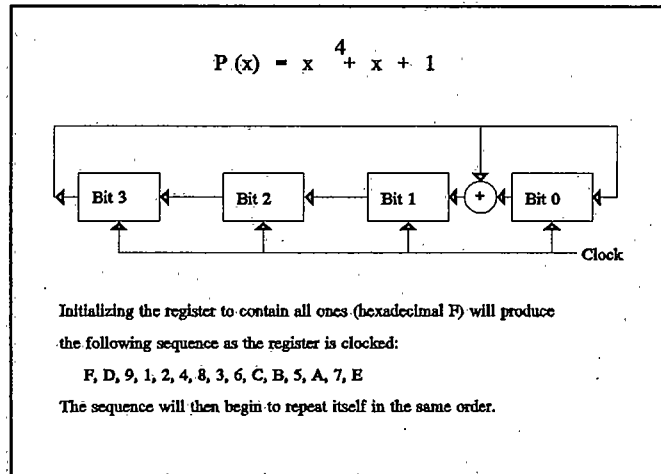 P (x) = x 4 + x + 1
Bit 3 Bit 2 Bit 1 + Bit 0
Clock
Initializing the register to contain all ones (hexadecimal F) will produce
the following sequence as the register is clocked:
F, D, 9, 1, 2, 4, 8, 3, 6, C, B, 5, A, 7, E
The sequence will then begin to repeat itself in the same order.